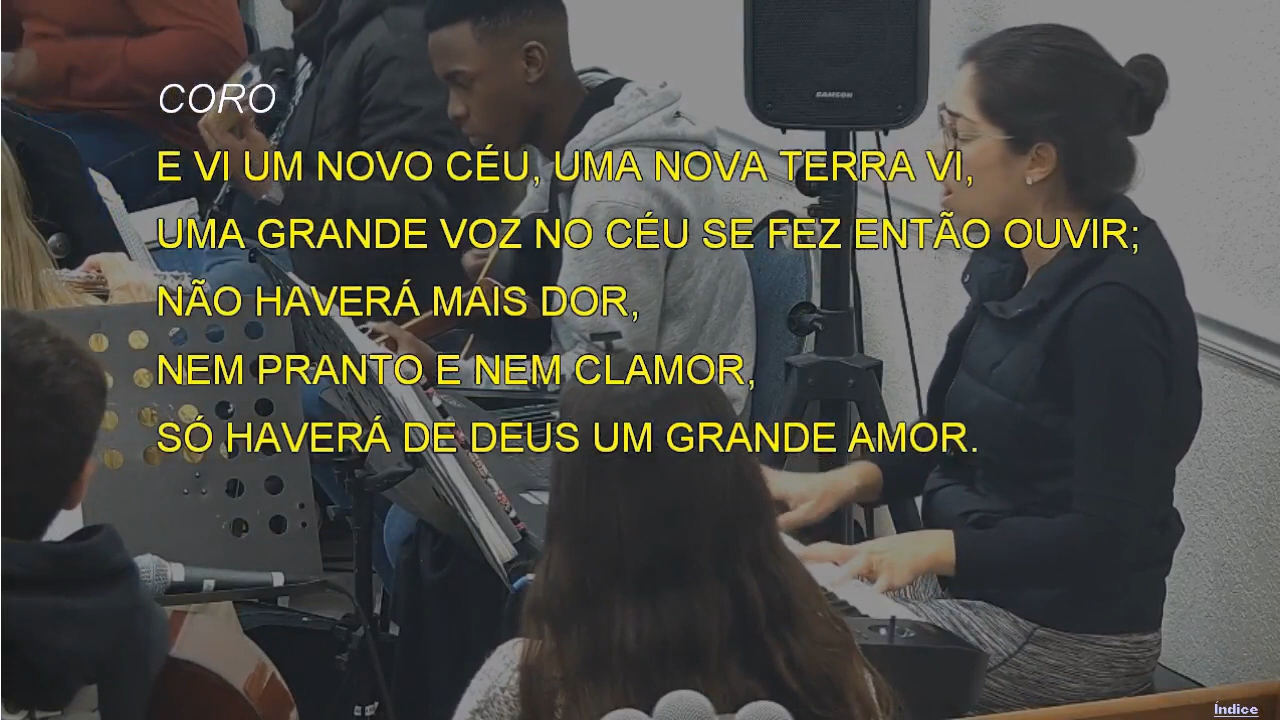 CORO
E VI UM NOVO CÉU, UMA NOVA TERRA VI,
UMA GRANDE VOZ NO CÉU SE FEZ ENTÃO OUVIR;
NÃO HAVERÁ MAIS DOR,
NEM PRANTO E NEM CLAMOR,
SÓ HAVERÁ DE DEUS UM GRANDE AMOR.
SAMSON
Índice